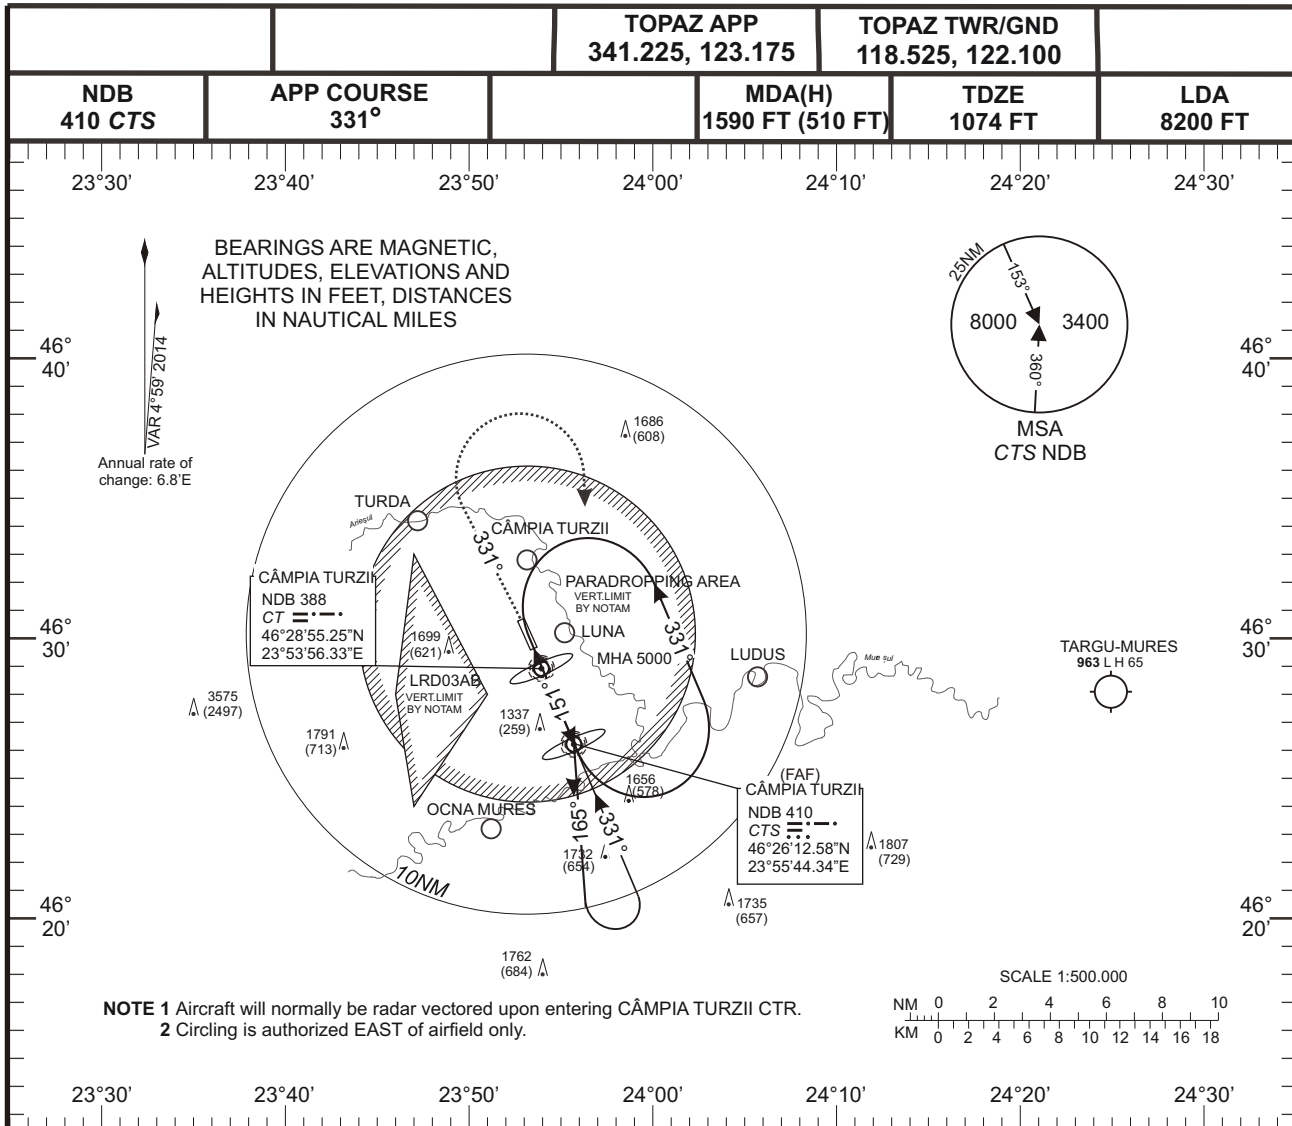 TOPAZ APP
341.225, 123.175
TOPAZ TWR/GND
118.525, 122.100
NDB
410 CTS
APP COURSE
331°
MDA(H)
1590 FT (510 FT)
TDZE
1074 FT
LDA
8200 FT
23°30’ 23°40’ 23°50’ 24°00’ 24°10’ 24°20’ 24°30’
BEARINGS ARE MAGNETIC,
ALTITUDES, ELEVATIONS AND
HEIGHTS IN FEET, DISTANCES
IN NAUTICAL MILES
VAR 4°59’ 2014
Annual rate of
change: 6.8’E
25NM
153°
8000 3400
360°
MSA
CTS NDB
46°
40’
46°
40’
1686
(608)
TURDA
Arieşul
CÂMPIA TURZII
331°
CÂMPIA TURZII
NDB 388
CT
46°28’55.25”N
23°53’56.33”E
PARADROPPING AREA
VERT.LIMIT
BY NOTAM
46°
30’
46°
30’
1699
(621)
LUNA
331°
MHA 5000
LUDUS
TARGU-MURES
963 L H 65
LRD03AB
VERT.LIMIT
BY NOTAM
151°
3575
(2497)
1337
(259)
1791
(713)
1656
(578)
(FAF)
CÂMPIA TURZII
NDB 410
CTS
46°26’12.58”N
23°55’44.34”E
OCNA MURES
165°
331°
1732
(654)
1807
(729)
10NM
1735
(657)
46°
20’
46°
20’
1762
(684)
SCALE 1:500.000
NM 0 2 4 6 8 10
KM 0 2 4 6 8 10 12 14 16 18
NOTE 1 Aircraft will normally be radar vectored upon entering CÂMPIA TURZII CTR.
2 Circling is authorized EAST of airfield only.
23°30’ 23°40’ 23°50’ 24°00’ 24°10’ 24°20’ 24°30’